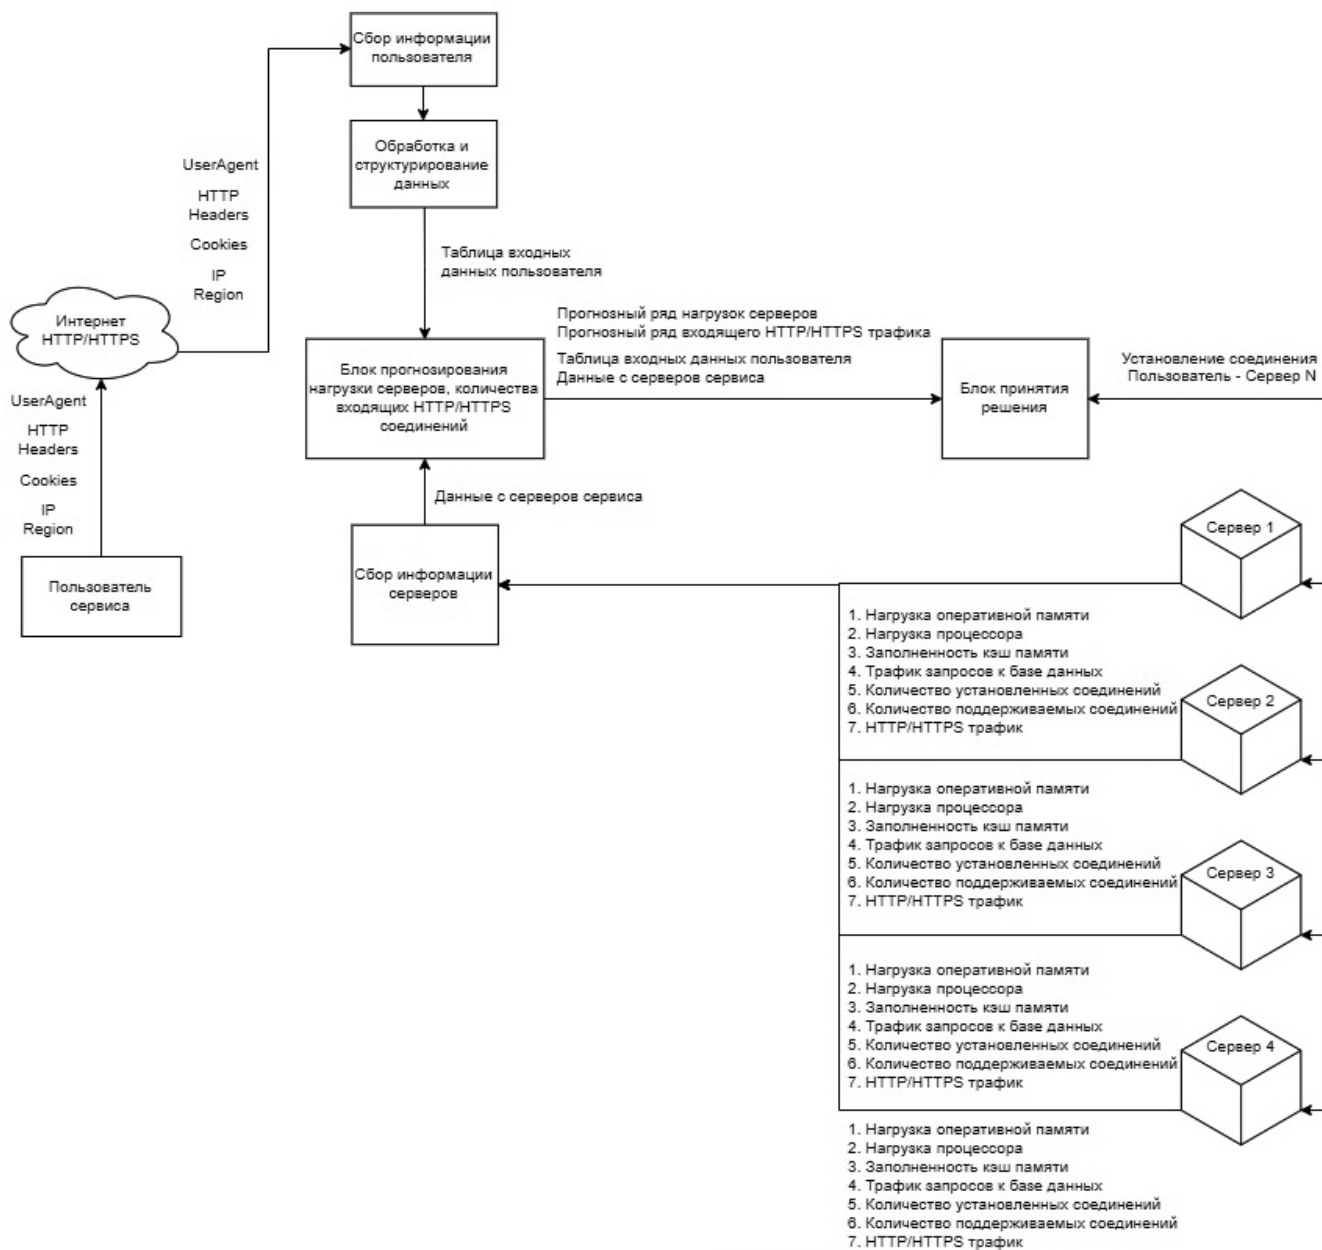 Сбор информации
пользователя
Обработка и
структурирование
данных
UserAgent
HTTP
Headers
Cookies
IP
Region
Таблица входных
данных пользователя
Интернет
HTTP/HTTPS
Прогнозный ряд нагрузок серверов
Прогнозный ряд входящего HTTP/HTTPS трафика
Таблица входных данных пользователя
Данные с серверов сервиса
Блок прогнозирования
нагрузки серверов, количества
входящих HTTP/HTTPS
соединений
Блок принятия
решения
Установление соединения
Пользователь - Сервер N
UserAgent
HTTP
Headers
Cookies
IP
Region
Данные с серверов сервиса
Пользователь
сервиса
Сбор информации
серверов
Сервер 1
1. Нагрузка оперативной памяти
2. Нагрузка процессора
3. Заполненность кэш памяти
4. Трафик запросов к базе данных
5. Количество установленных соединений
6. Количество поддерживаемых соединений
7. HTTP/HTTPS трафик
Сервер 2
1. Нагрузка оперативной памяти
2. Нагрузка процессора
3. Заполненность кэш памяти
4. Трафик запросов к базе данных
5. Количество установленных соединений
6. Количество поддерживаемых соединений
7. HTTP/HTTPS трафик
Сервер 3
1. Нагрузка оперативной памяти
2. Нагрузка процессора
3. Заполненность кэш памяти
4. Трафик запросов к базе данных
5. Количество установленных соединений
6. Количество поддерживаемых соединений
7. HTTP/HTTPS трафик
Сервер 4
1. Нагрузка оперативной памяти
2. Нагрузка процессора
3. Заполненность кэш памяти
4. Трафик запросов к базе данных
5. Количество установленных соединений
6. Количество поддерживаемых соединений
7. HTTP/HTTPS трафик